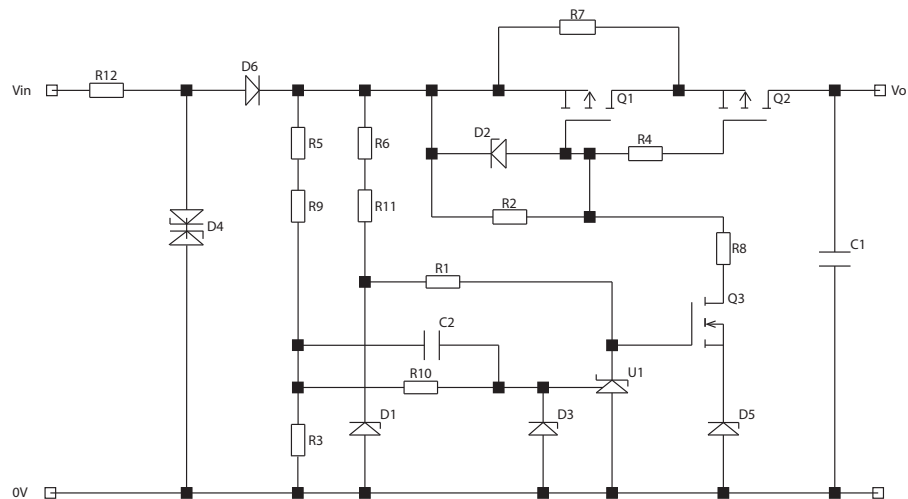 R7
Vin
R12
D6
Q1
Q2
Vo
R5
R6
D2
R4
R9
R11
R2
D4
R8
C1
R1
Q3
C2
R10
U1
R3
D1
D3
D5
0V